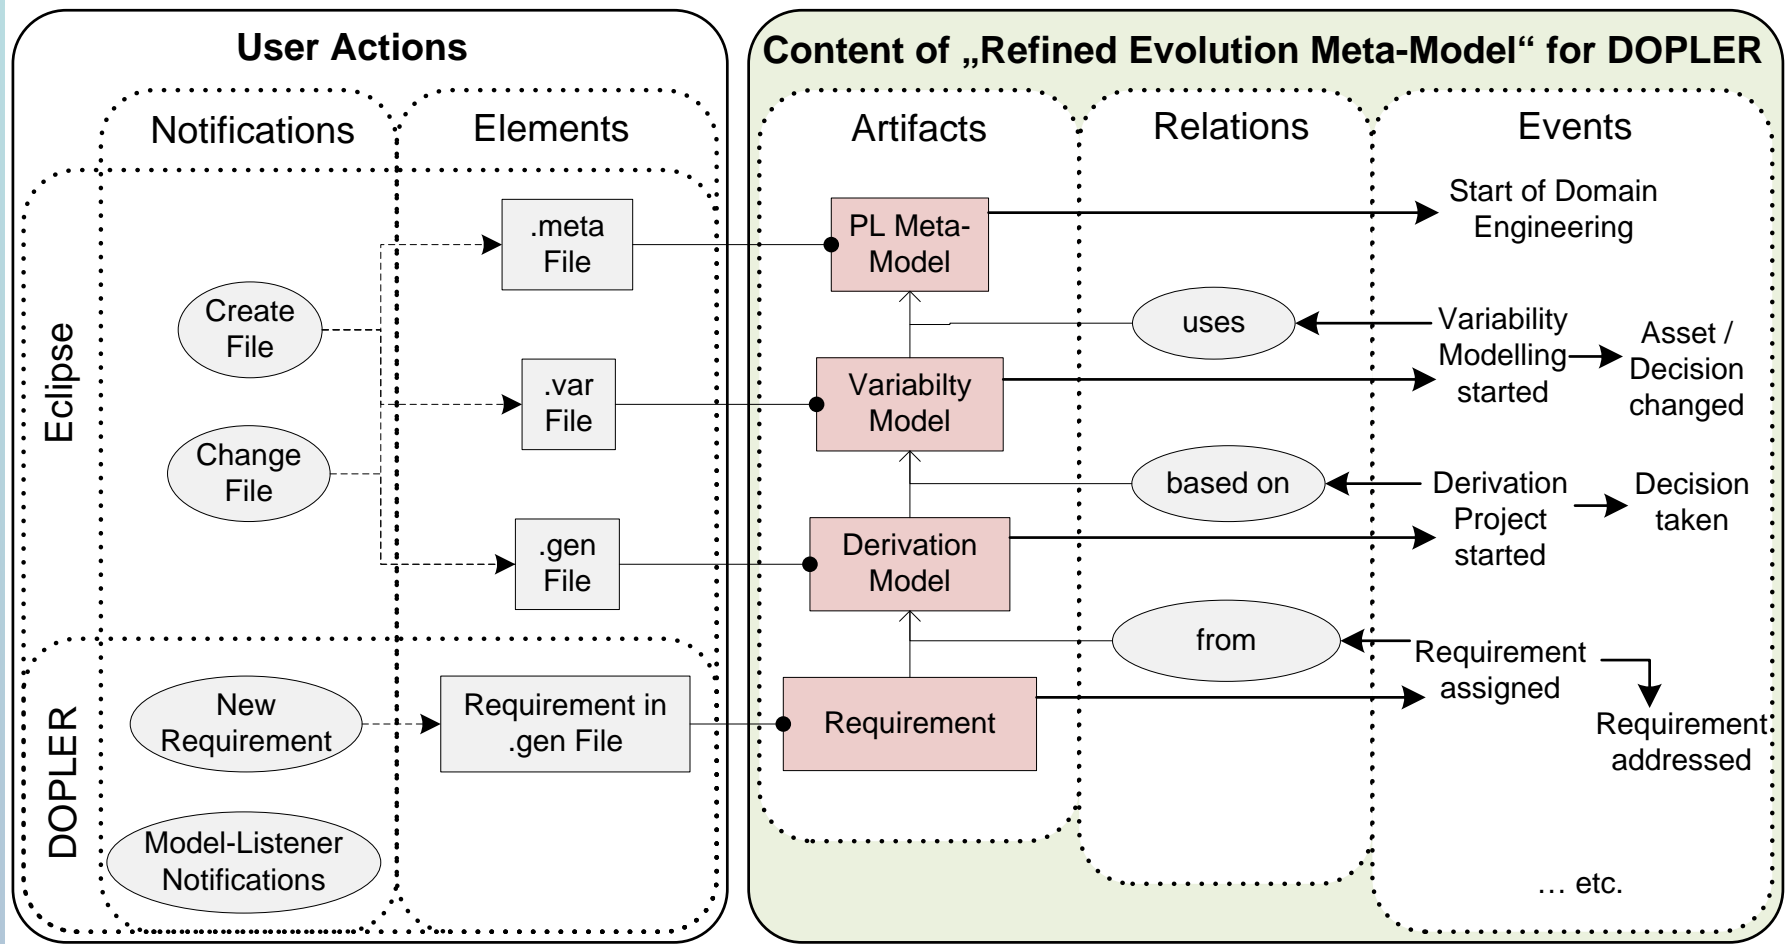 User Actions
Content of „Refined Evolution Meta-Model“ for DOPLER
Notifications
Elements
Artifacts
Relations
Events
Eclipse
DOPLER
Create
File
Change
File
New
Requirement
Model-Listener
Notifications
.meta
File
.var
File
.gen
File
Requirement in
.gen File
PL Meta-
Model
Variabilty
Model
Derivation
Model
Requirement
uses
based on
from
Start of Domain
Engineering
Variability
Modelling
started
Asset /
Decision
changed
Derivation
Project
started
Decision
taken
Requirement
assigned
Requirement
addressed
... etc.